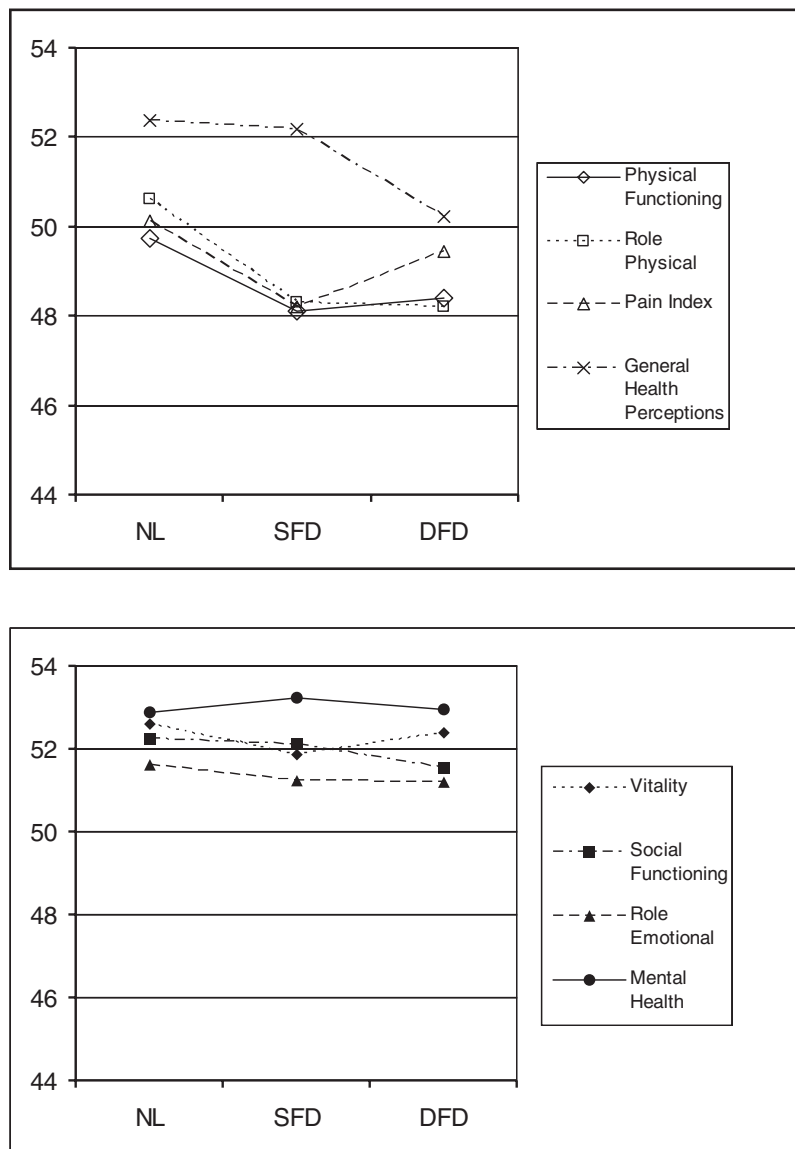 54
52
50
48
46
44
NL SFD DFD
Physical
Functioning
Role
Physical
Pain Index
General
Health
Perceptions
54
52
50
48
46
44
NL SFD DFD
Vitality
Social
Functioning
Role
Emotional
Mental
Health